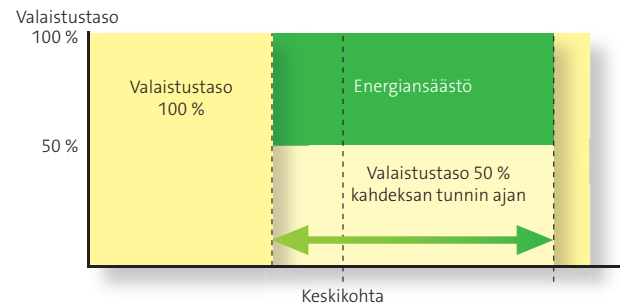 Valaistustaso
100 %
Valaistustaso
100 %
Energiansäästö
50 %
Valaistustaso 50 %
kahdeksan tunnin ajan
Keskikohta